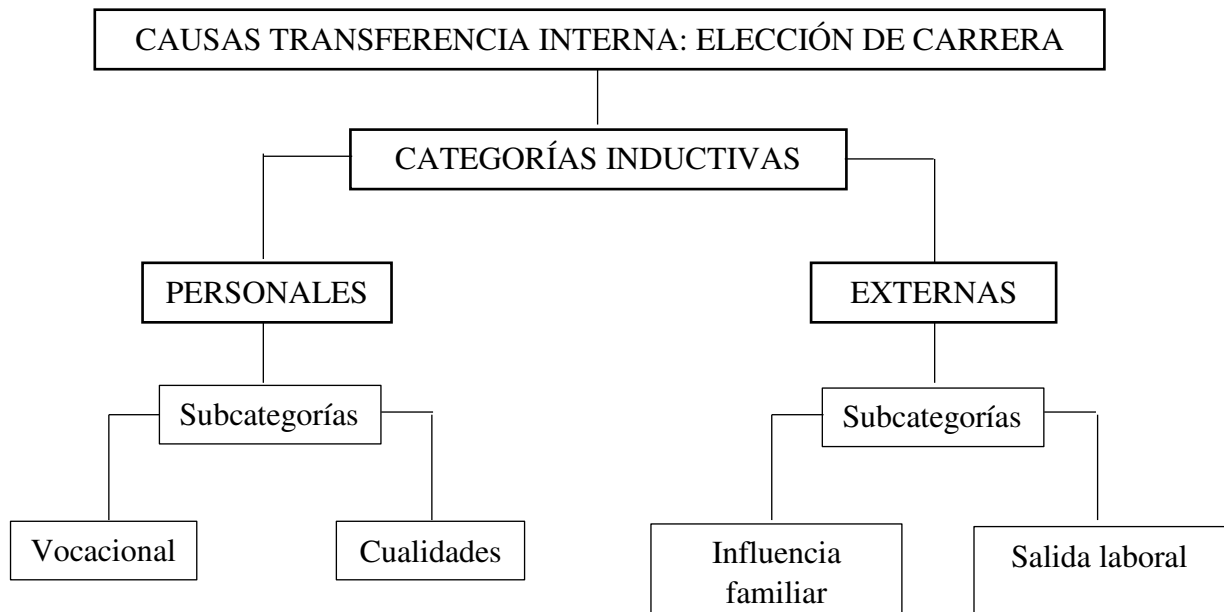 CAUSAS TRANSFERENCIA INTERNA: ELECCIÓN DE CARRERA
CATEGORÍAS INDUCTIVAS
PERSONALES
EXTERNAS
Subcategorías
Subcategorías
Vocacional
Cualidades
Influencia
familiar
Salida laboral